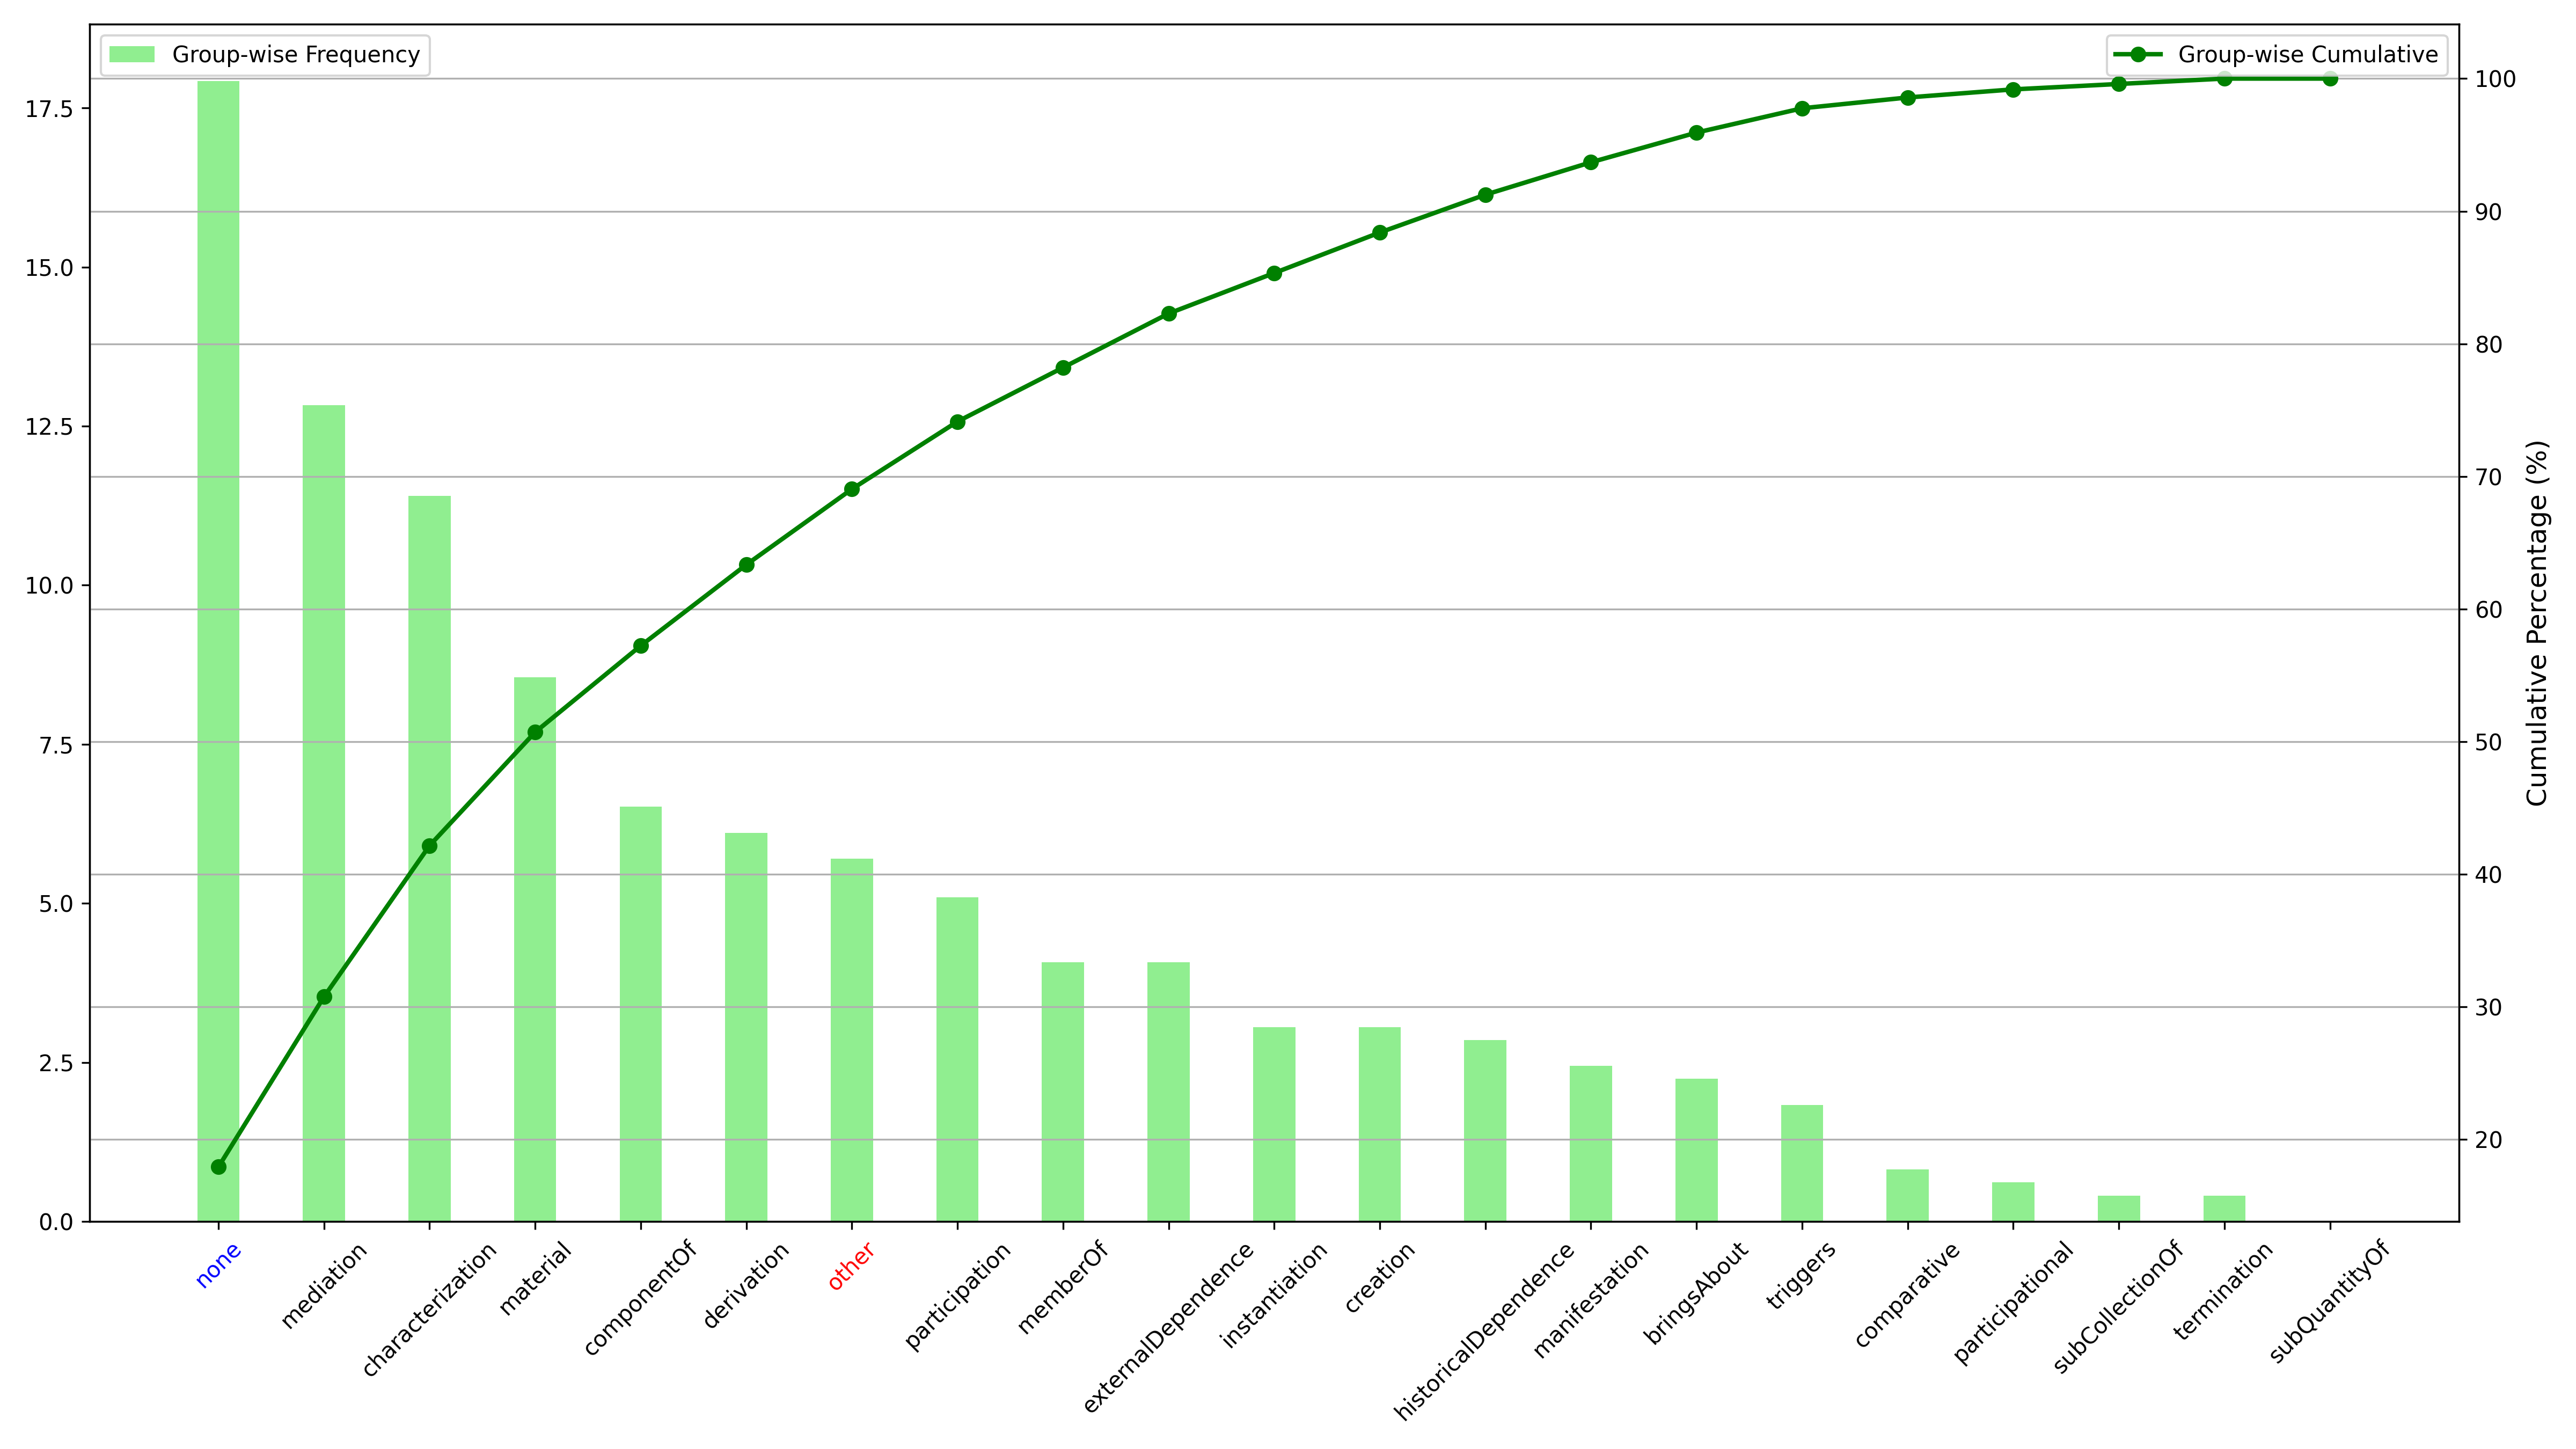 Group-wise Frequency
Group-wise Cumulative
17.5
15.0
12.5
10.0
7.5
5.0
2.5
0.0
100
90
80
70
60
50
40
30
20
Cumulative Percentage (%)
none
mediation
characterization
material
componentOf
derivation
other
participation
memberOf
externalDependence
instantiation
creation
historicalDependence
manifestation
bringsAbout
triggers
comparative
participational
subCollectionOf
termination
subQuantityOf